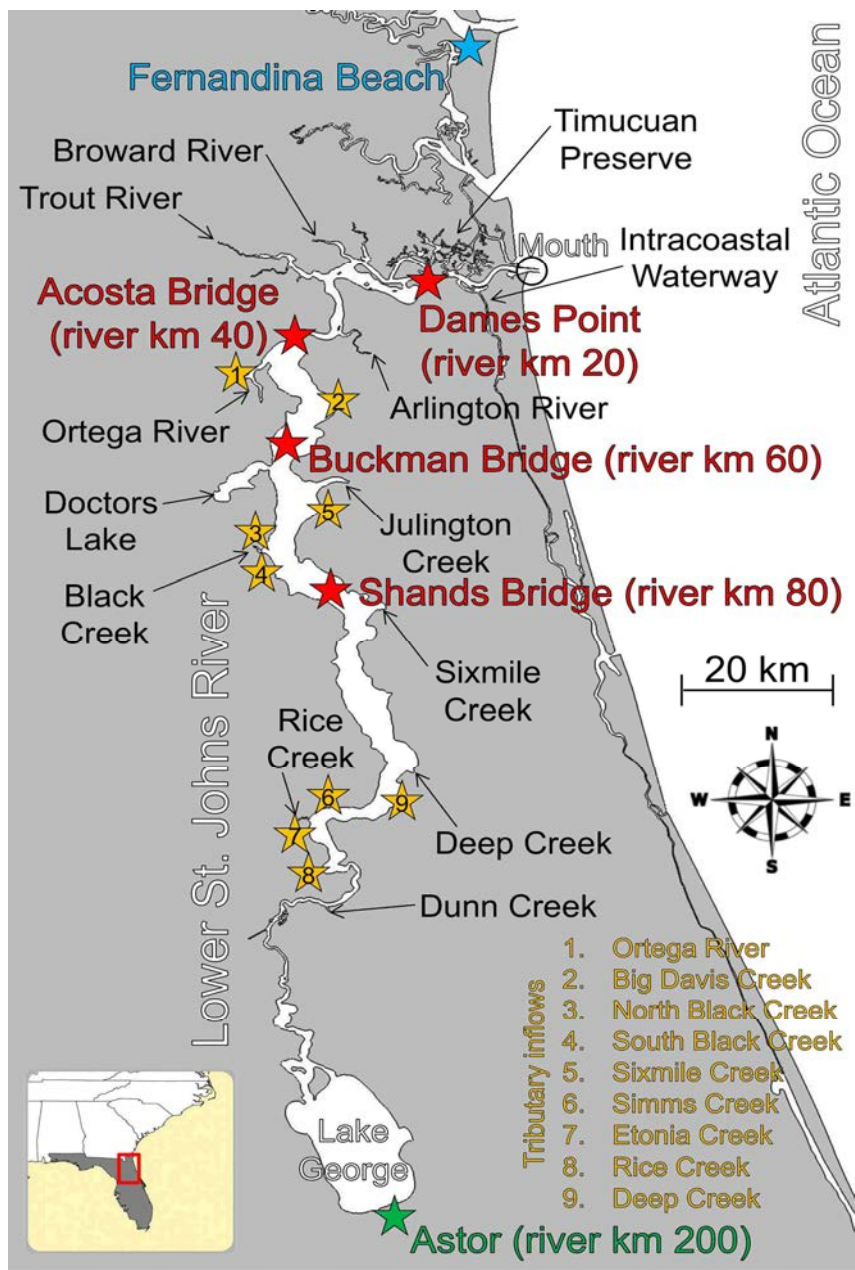 Fernandina Beach
Atlantic Ocean
Timucuan
Preserve
Broward River
Trout River
Mouth
Intracoastal
Waterway
Acosta Bridge
(river km 40)
Dames Point
(river km 20)
1
2
Ortega River
Arlington River
Buckman Bridge (river km 60)
Doctors
Lake
5
Julington
Creek
3
4
Black
Creek
Shands Bridge (river km 80)
Lower St. Johns River
Sixmile
Creek
20 km
N
W
E
S
Rice
Creek
6
9
7
Deep Creek
8
Dunn Creek
Tributary inflows
1. Ortega River
2. Big Davis Creek
3. North Black Creek
4. South Black Creek
5. Sixmile Creek
6. Simms Creek
7. Etonia Creek
8. Rice Creek
9. Deep Creek
Lake
George
Astor (river km 200)